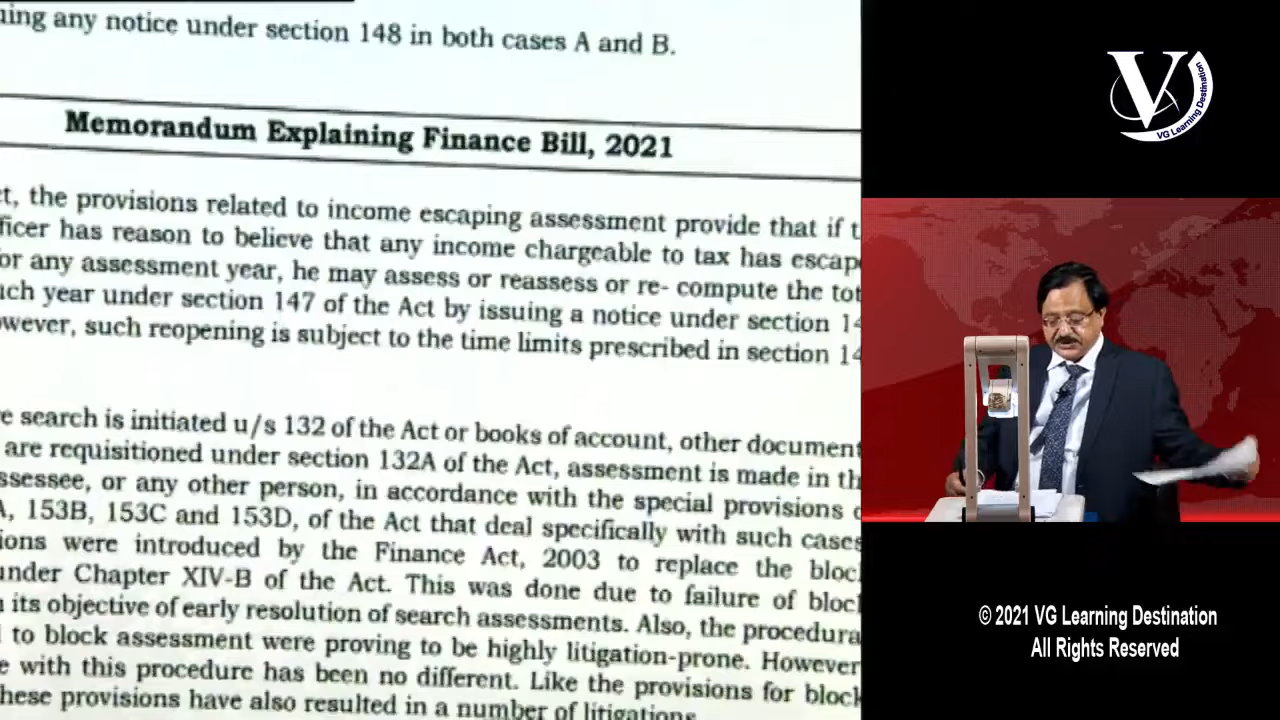 uing any notice under section 148 in both cases A and B.
Memorandum Explaining Finance Bill, 2021
ct, the provisions related to income escaping assessment provide that if t
fficer has reason to believe that any income chargeable to tax has escap
or any assessment year, he may assess or reassess or re- compute the tot
uch year under section 147 of the Act by issuing a notice under section 14
owever, such reopening is subject to the time limits prescribed in section 14
e search is initiated u/s 132 of the Act or books of account, other document
are requisitioned under section 132A of the Act, assessment is made in th
ssessee, or any other person, in accordance with the special provisions o
A, 153B, 153C and 153D, of the Act that deal specifically with such cases
ions were introduced by the Finance Act, 2003 to replace the bloc
under Chapter XIV-B of the Act. This was done due to failure of bloc
its objective of early resolution of search assessments. Also, the procedura
to block assessment were proving to be highly litigation-prone. However
e with this procedure has been no different. Like the provisions for block
hese provisions have also resulted in a number of litigations
V
VG Learning Destination
© 2021 VG Learning Destination
All Rights Reserved